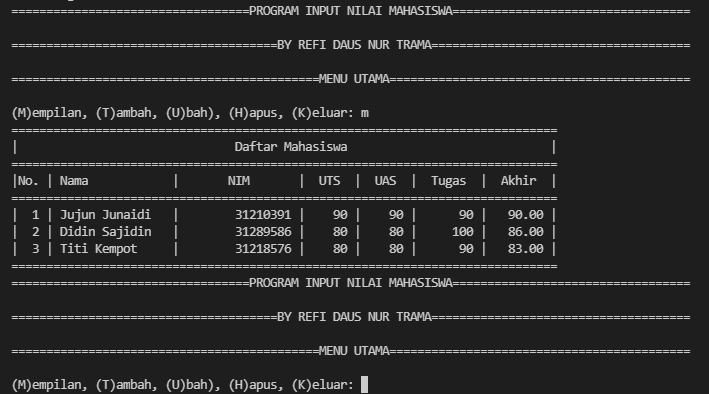 ==================================PROGRAM INPUT NILAI MAHASISWA==================================
======================================BY REFI DAUS NUR TRAMA=====================================
============================================MENU UTAMA===========================================
(M)empilan, (T)ambah, (U)bah), (H)apus, (K)eluar: m
==============================================================================
|                               Daftar Mahasiswa                             |
==============================================================================
|No. | Nama            |       NIM       |  UTS  |  UAS  |  Tugas  |  Akhir  |
==============================================================================
|  1 | Jujun Junaidi   |        31210391 |    90 |    90 |      90 |   90.00 |
|  2 | Didin Sajidin   |        31289586 |    80 |    80 |     100 |   86.00 |
|  3 | Titi Kempot     |        31218576 |    80 |    80 |      90 |   83.00 |
==============================================================================
==================================PROGRAM INPUT NILAI MAHASISWA==================================
======================================BY REFI DAUS NUR TRAMA=====================================
============================================MENU UTAMA===========================================
(M)empilan, (T)ambah, (U)bah), (H)apus, (K)eluar: